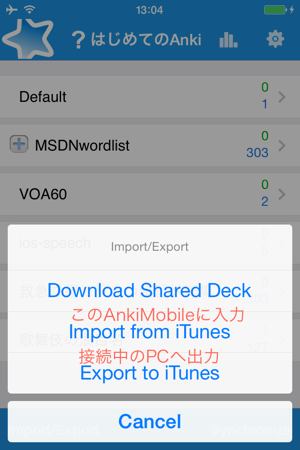 13:04
? はじめてのAnki
Default
0
1
MSDNwordlist
0
303
VOA60
0
2
ios-speech
0
Import/Export
Download Shared Deck
このAnkiMobileに入力
Import from iTunes
接続中のPCへ出力
Export to iTunes
Cancel